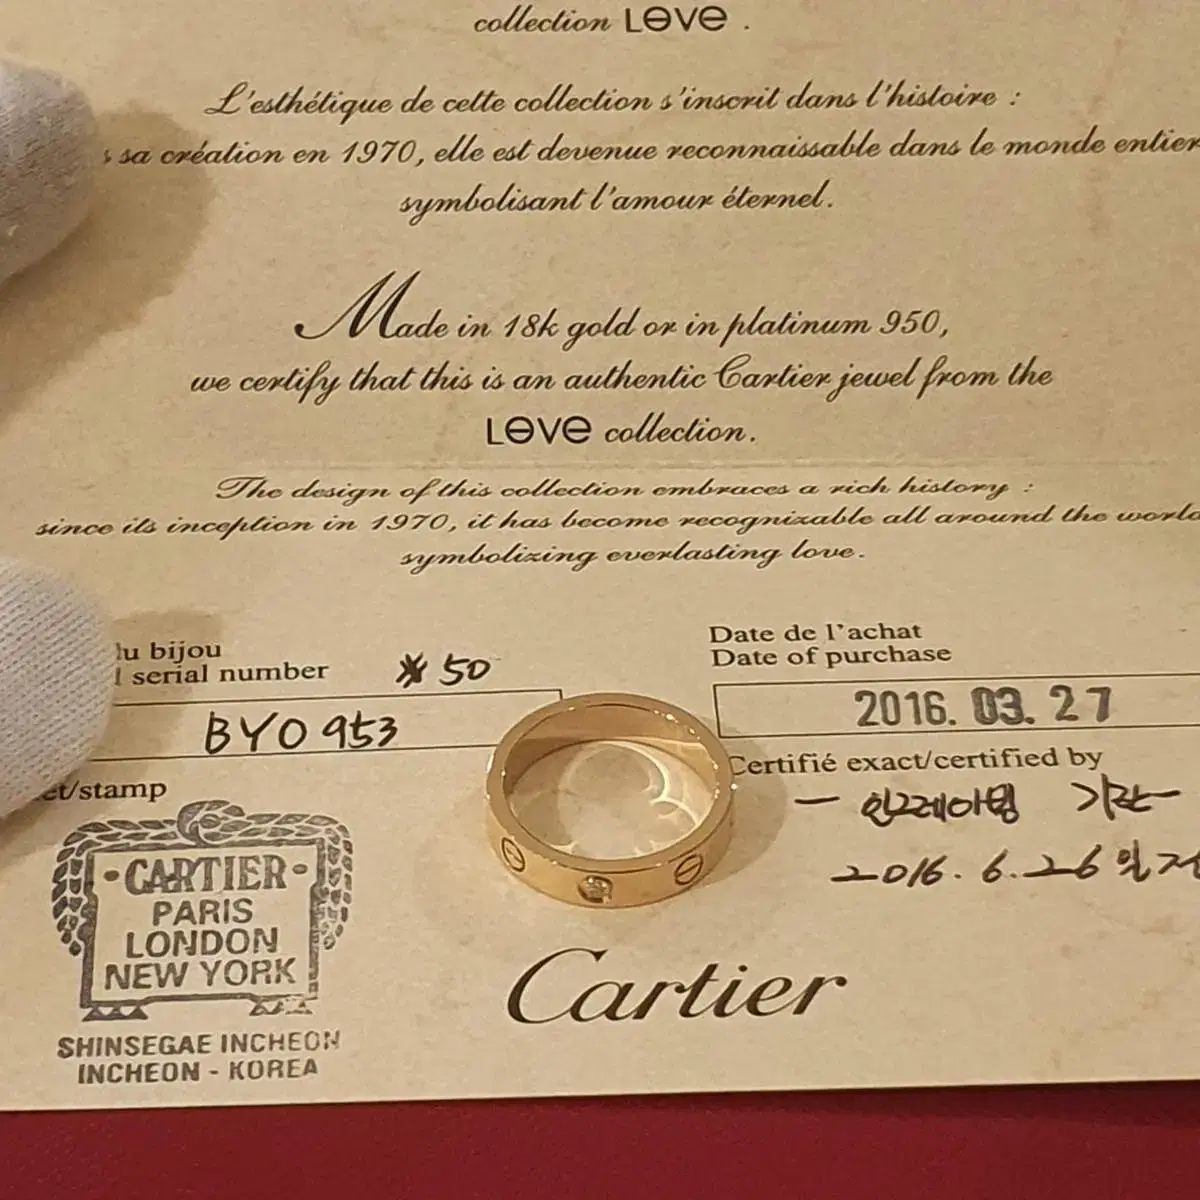 collection LOVE .
L'esthétique de cette collection s'inscrit dans l'histoire :
sa création en 1970, elle est devenue reconnaissable dans le monde entier
symbolisant l'amour éternel.
Made in 18k gold or in platinum 950,
we certify that this is an authentic Cartier jewel from the
LOVE collection.
The design of this collection embraces a rich history :
since its inception in 1970, it has become recognizable all around the world
symbolizing everlasting love.
du bijou
serial number
50
BYO953
Date de l'achat
Date of purchase
2016.03.27
et/stamp
CARTIER
PARIS
LONDON
NEW YORK
SHINSEGAE INCHEON
INCHEON - KOREA
Certifié exact/certified by
기간
2016.6.26
Cartier